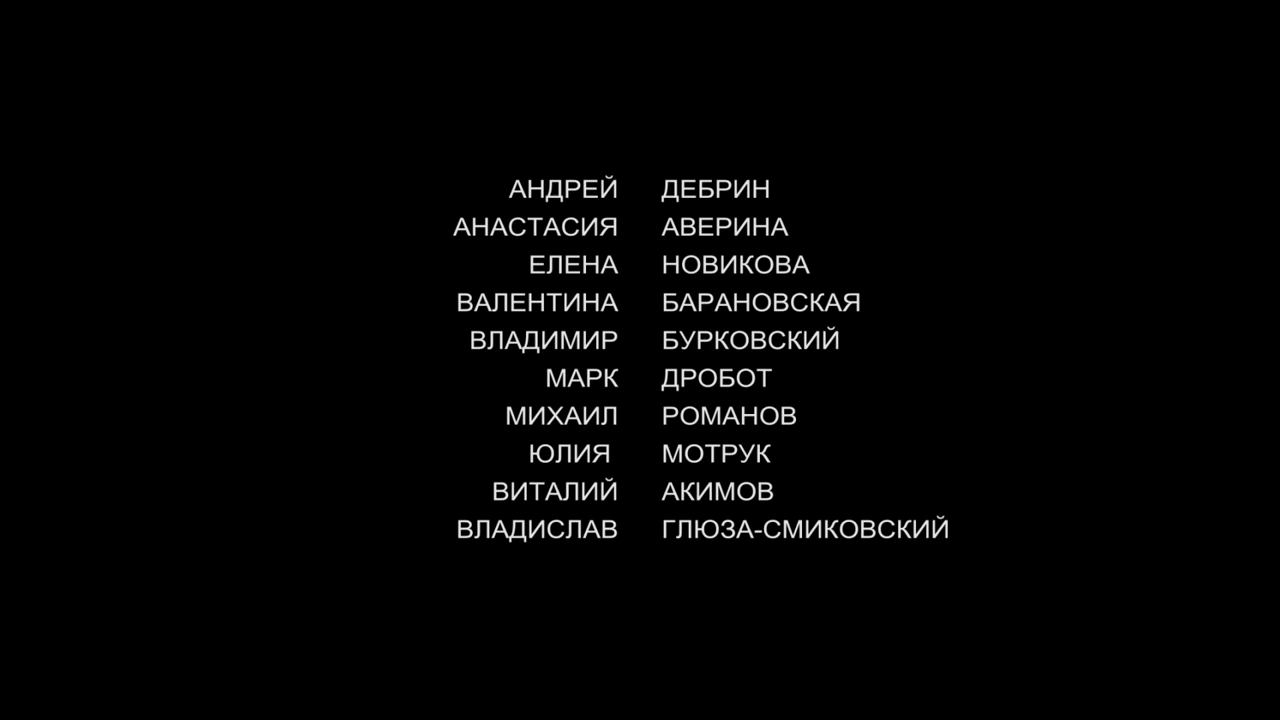 АНДРЕЙ ДЕБРИН
АНАСТАСИЯ АВЕРИНА
ЕЛЕНА НОВИКОВА
ВАЛЕНТИНА БАРАНОВСКАЯ
ВЛАДИМИР БУРКОВСКИЙ
МАРК ДРОБОТ
МИХАИЛ РОМАНОВ
ЮЛИЯ МОТРУК
ВИТАЛИЙ АКИМОВ
ВЛАДИСЛАВ ГЛЮЗА-СМИКОВСКИЙ